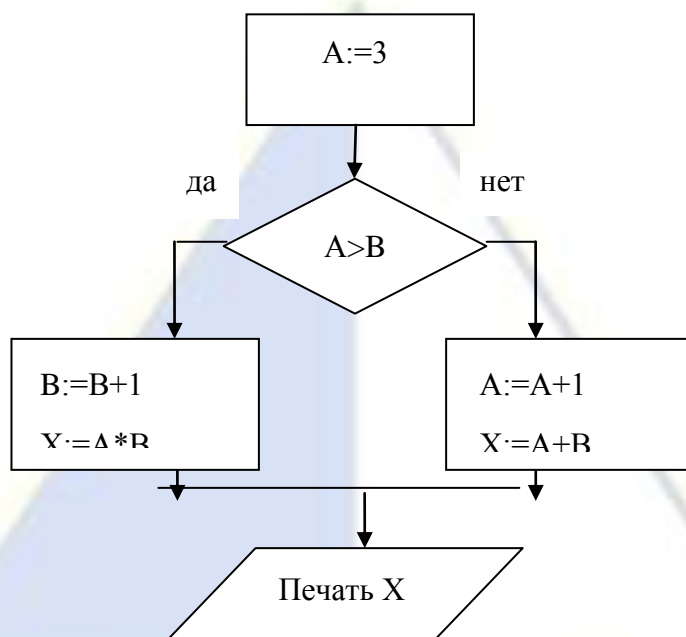 A:=3
да
нет
A>B
B:=B+1
X:=A*B
A:=A+1
X:=A+B
Печать X